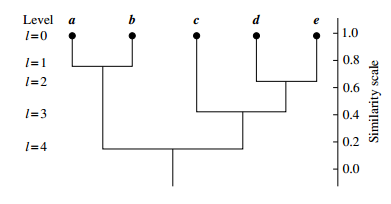 Level a b c d e
l=0 1.0
l=1 0.8
l=2 0.6
l=3 0.4
0.2
l=4 0.0
Similarity scale